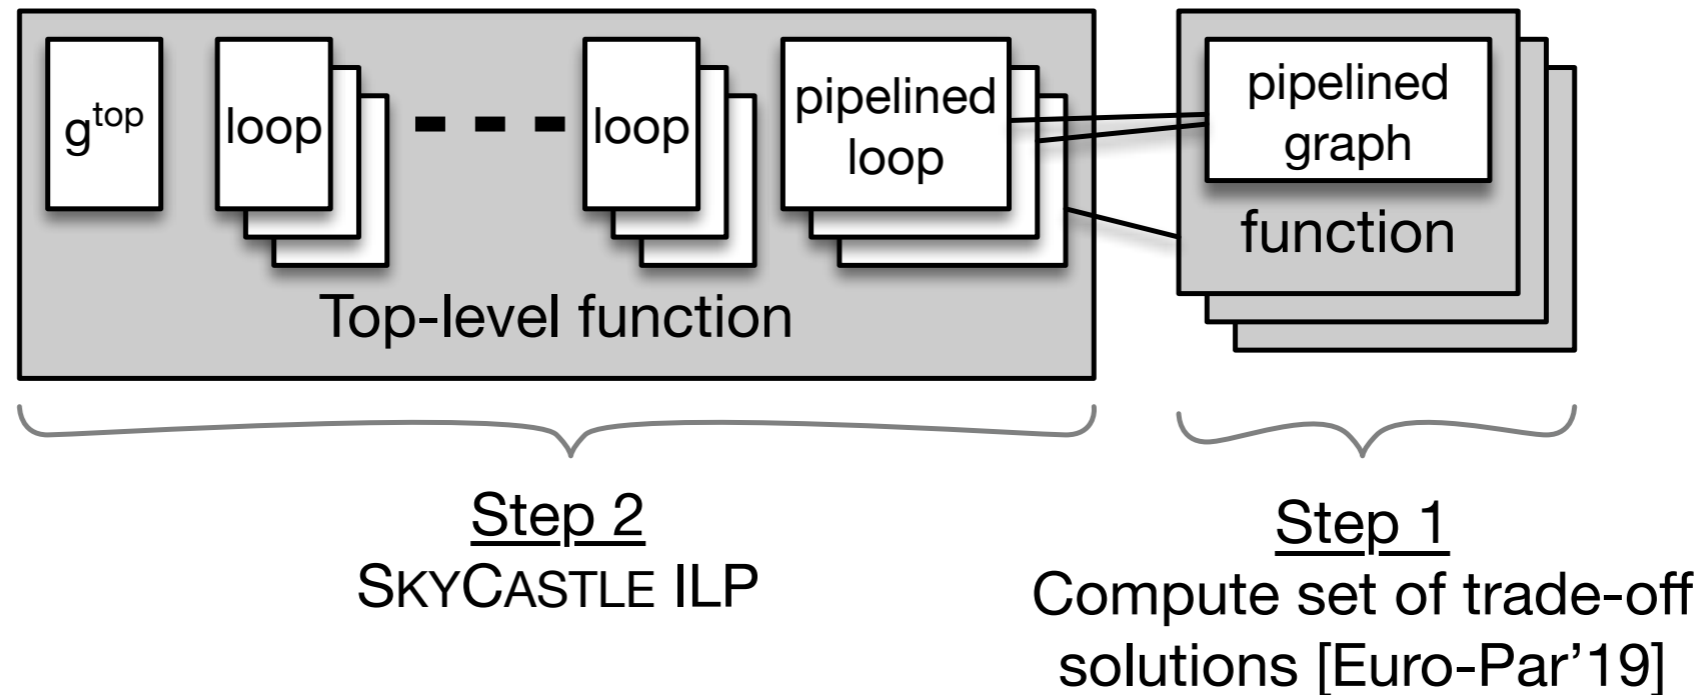 g^top
loop
loop
pipelined
loop
Top-level function
pipelined
graph
function
Step 2
SKYCASTLE ILP
Step 1
Compute set of trade-off
solutions [Euro-Par’19]